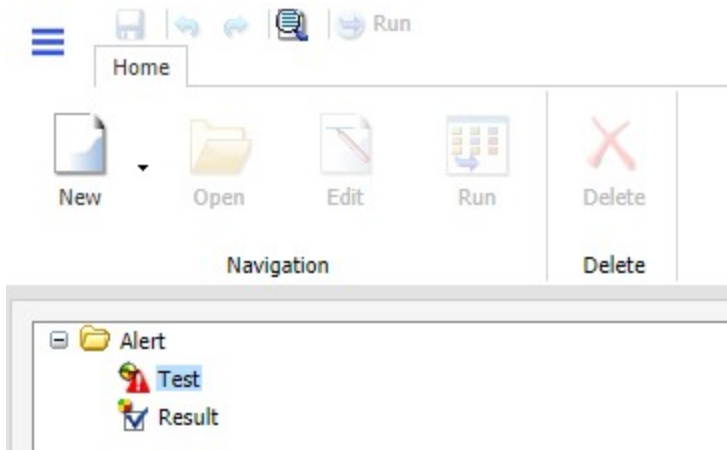 Run
Home
New Open Edit Run Delete
Navigation Delete
Alert
Test
Result